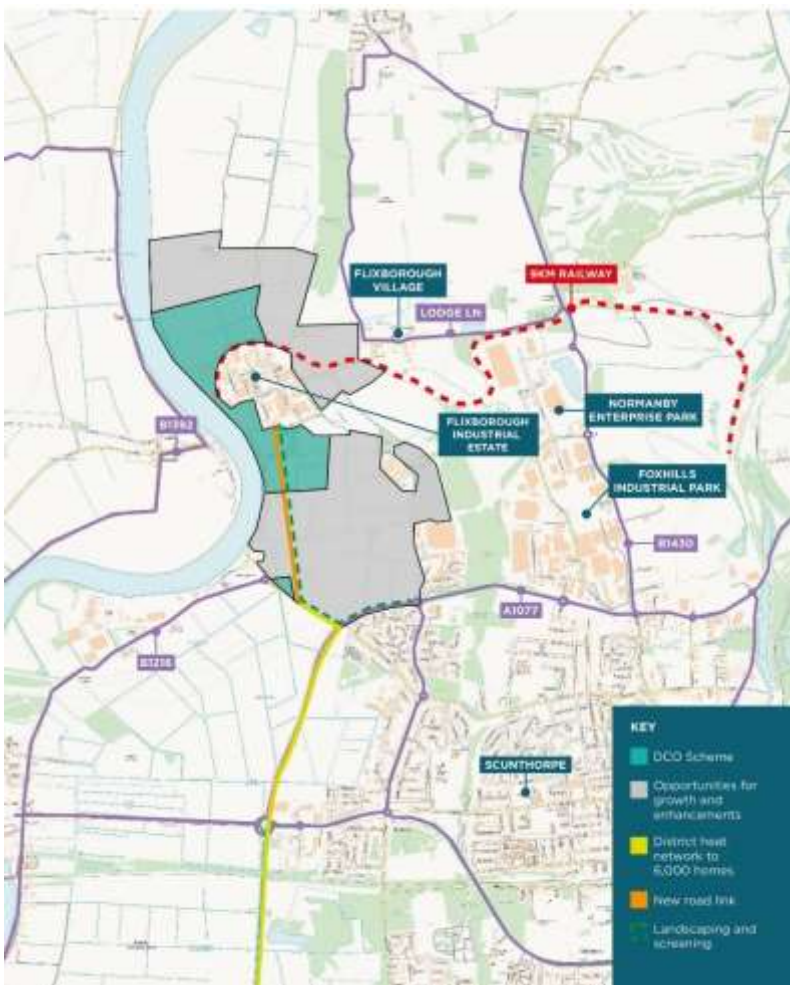 FLIXBOROUGH
VILLAGE
9KM RAILWAY
LODGE LN
NORMANBY
ENTERPRISE PARK
FLIXBOROUGH
INDUSTRIAL
ESTATE
B1392
FOXHILLS
INDUSTRIAL PARK
B1430
A1077
B1216
SCUNTHORPE
KEY
DCO Scheme
Opportunities for
growth and
enhancements
District heat
network to
6,000 homes
New road link
Landscaping and
screening